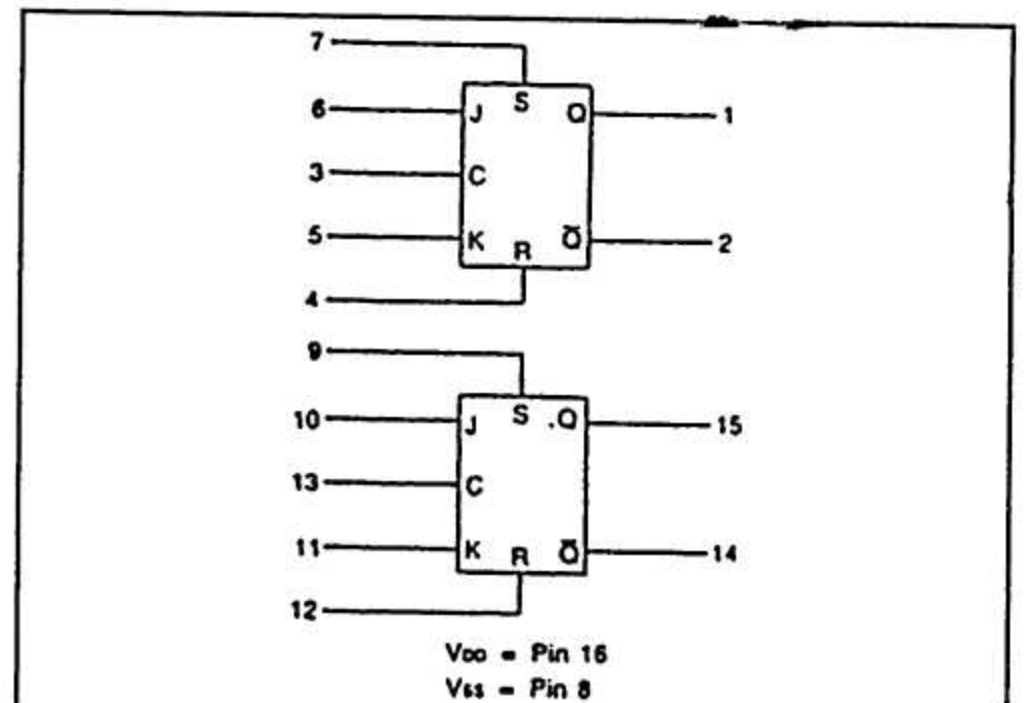 7
6 J S Q 1
3 C
5 K R Q̅ 2
4
9
10 J S .Q 15
13 C
11 K R Q̅ 14
12
VDD = Pin 16
VSS = Pin 8